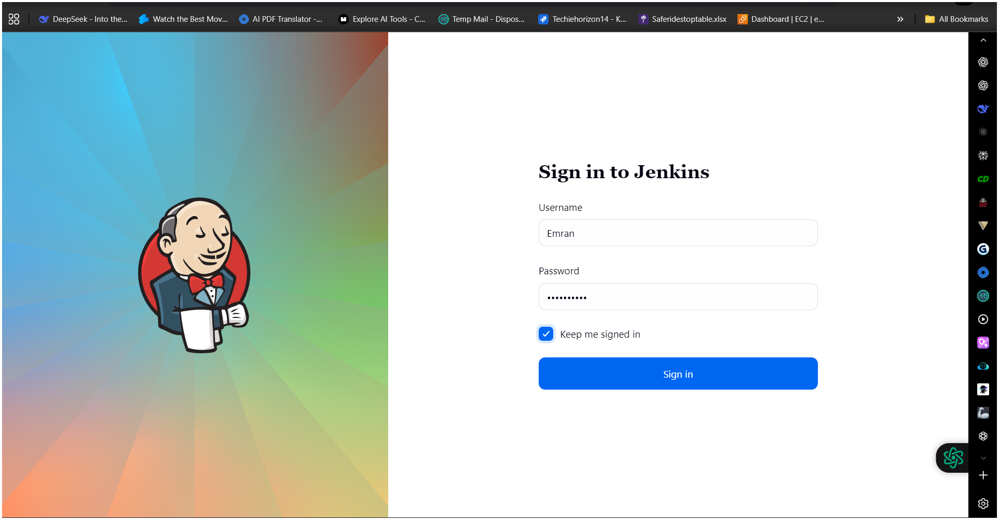 DeepSeek - Into the...
Watch the Best Mov...
AI PDF Translator -...
Explore AI Tools - C...
Temp Mail - Dispos...
Techiehorizon14 - K...
Saferidestoptable.xlsx
Dashboard | EC2 | e...
All Bookmarks
CD
Sign in to Jenkins
Username
Emran
Password
••••••••••
Keep me signed in
Sign in